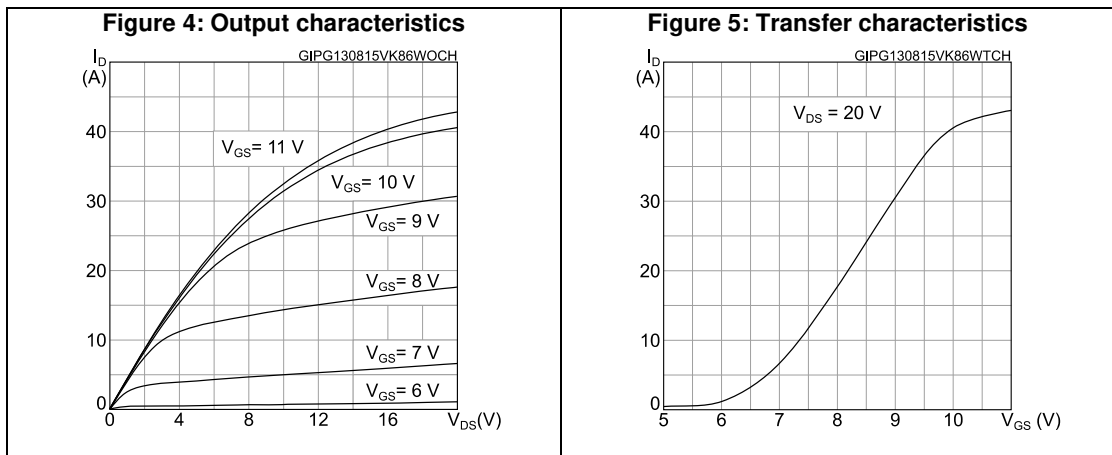 Figure 4: Output characteristics
I_D
(A)
GIPG130815VK86WOCH
40
30
20
10
0
V_GS= 11 V
V_GS= 10 V
V_GS= 9 V
V_GS= 8 V
V_GS= 7 V
V_GS= 6 V
0 4 8 12 16 V_DS(V)
Figure 5: Transfer characteristics
I_D
(A)
GIPG130815VK86WTCH
V_DS = 20 V
40
30
20
10
0
5 6 7 8 9 10 V_GS (V)